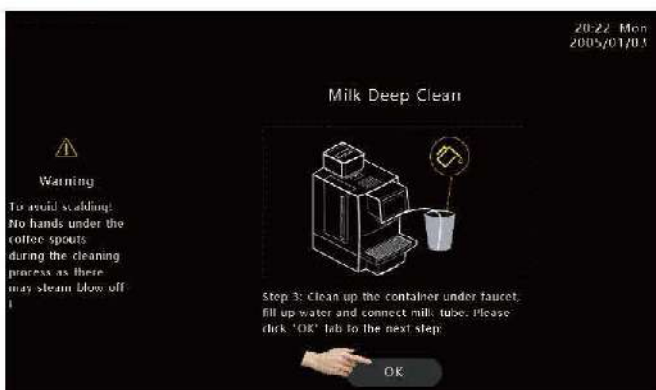 20:22 Mon
2005/01/03
Milk Deep Clean
Warning
To avoid scalding!
No hands under the
coffee spouts
during the cleaning
process as there
may steam blow off
!
Step 3: Clean up the container under faucet,
fill up water and connect milk tube. Please
click "OK" tab to the next step.
OK